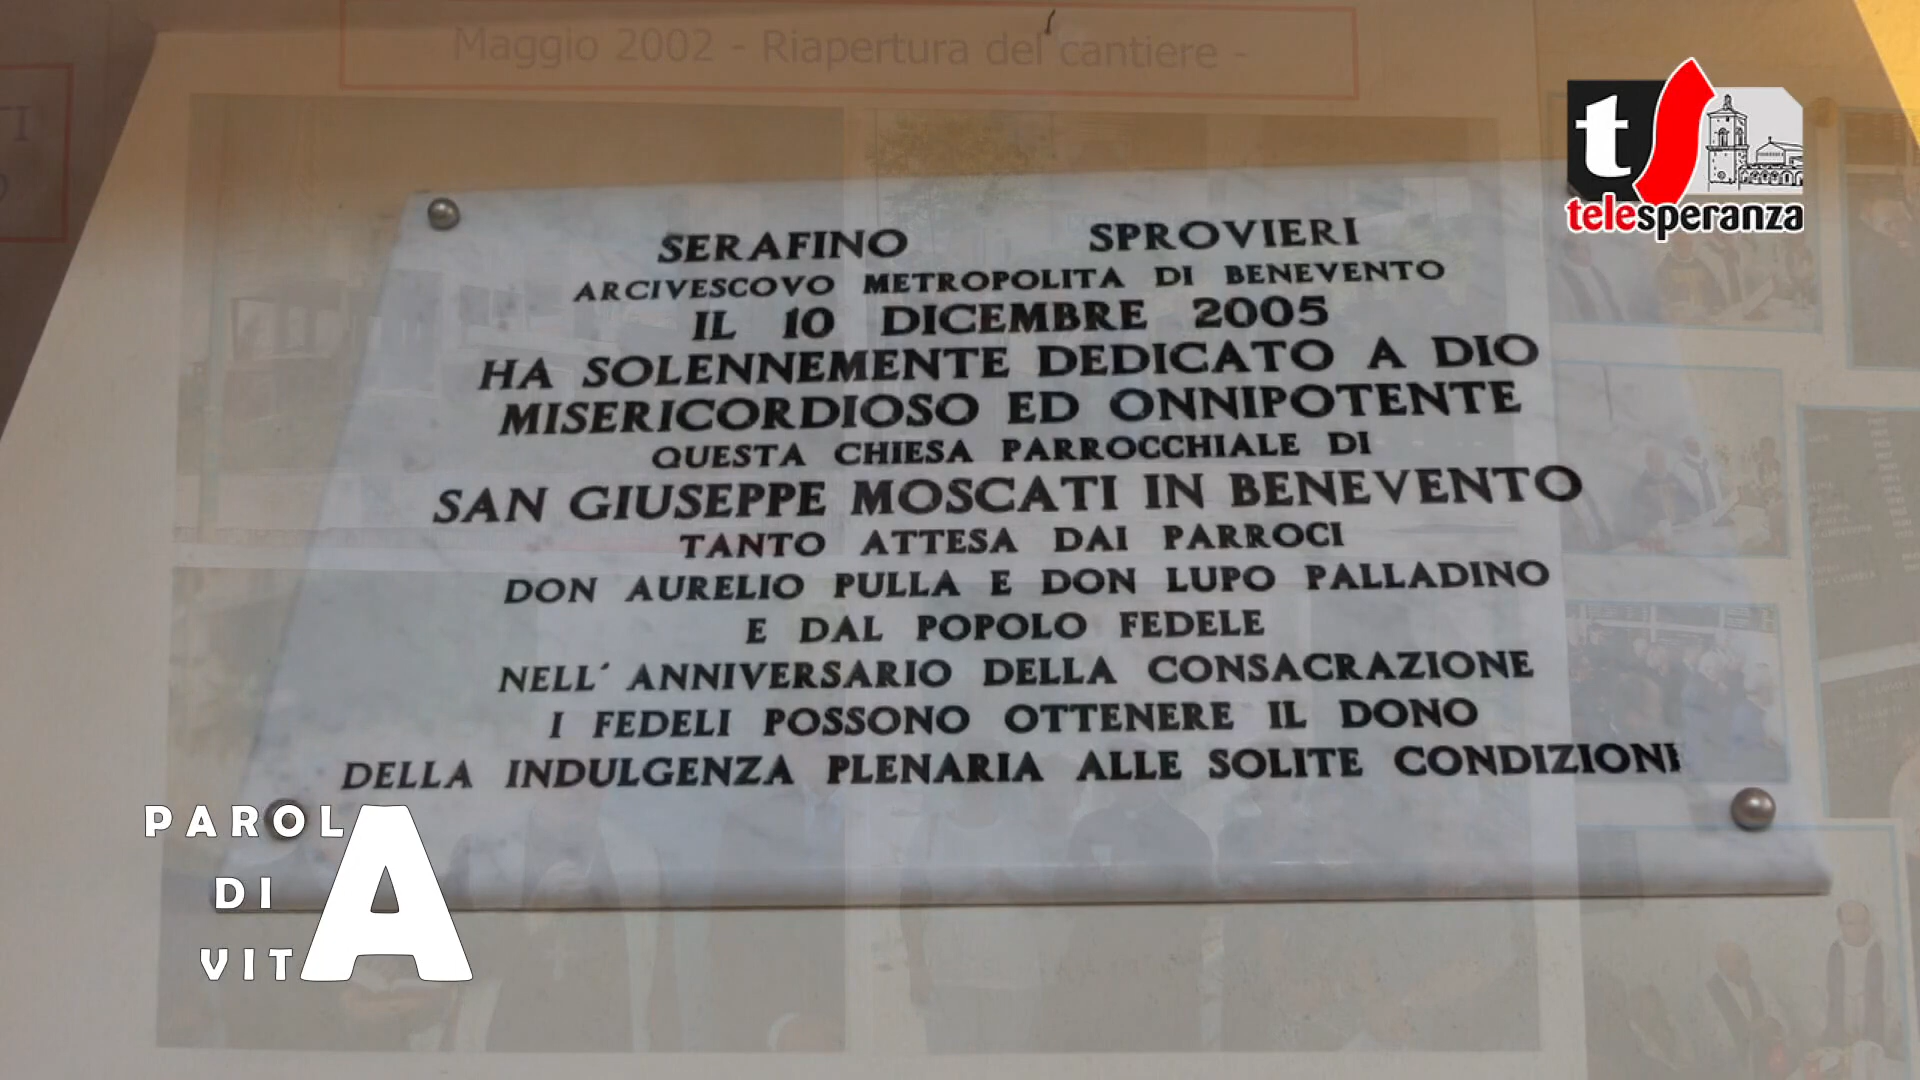 Maggio 2002 - Riapertura del cantiere -
t
telesperanza
SERAFINO SPROVIERI
ARCIVESCOVO METROPOLITA DI BENEVENTO
IL 10 DICEMBRE 2005
HA SOLENNEMENTE DEDICATO A DIO
MISERICORDIOSO ED ONNIPOTENTE
QUESTA CHIESA PARROCCHIALE DI
SAN GIUSEPPE MOSCATI IN BENEVENTO
TANTO ATTESA DAI PARROCI
DON AURELIO PULLA E DON LUPO PALLADINO
E DAL POPOLO FEDELE
NELL' ANNIVERSARIO DELLA CONSACRAZIONE
I FEDELI POSSONO OTTENERE IL DONO
DELLA INDULGENZA PLENARIA ALLE SOLITE CONDIZIONI
PAROLA
DI
VITA